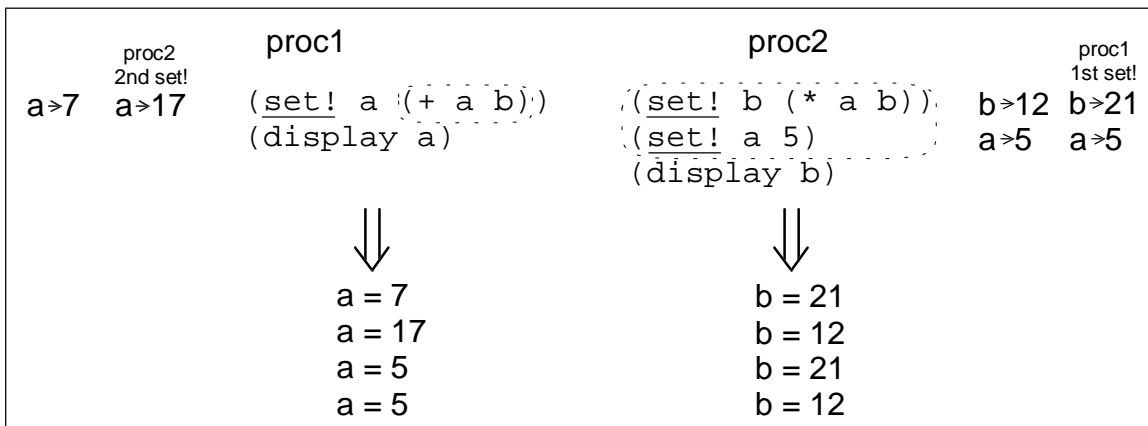 proc1
proc2
proc2
2nd set!
proc1
1st set!
a→7
a→17
(set! a (+ a b))
(display a)
(set! b (* a b))
(set! a 5)
(display b)
b→12
b→21
a→5
a→5
a = 7
a = 17
a = 5
a = 5
b = 21
b = 12
b = 21
b = 12